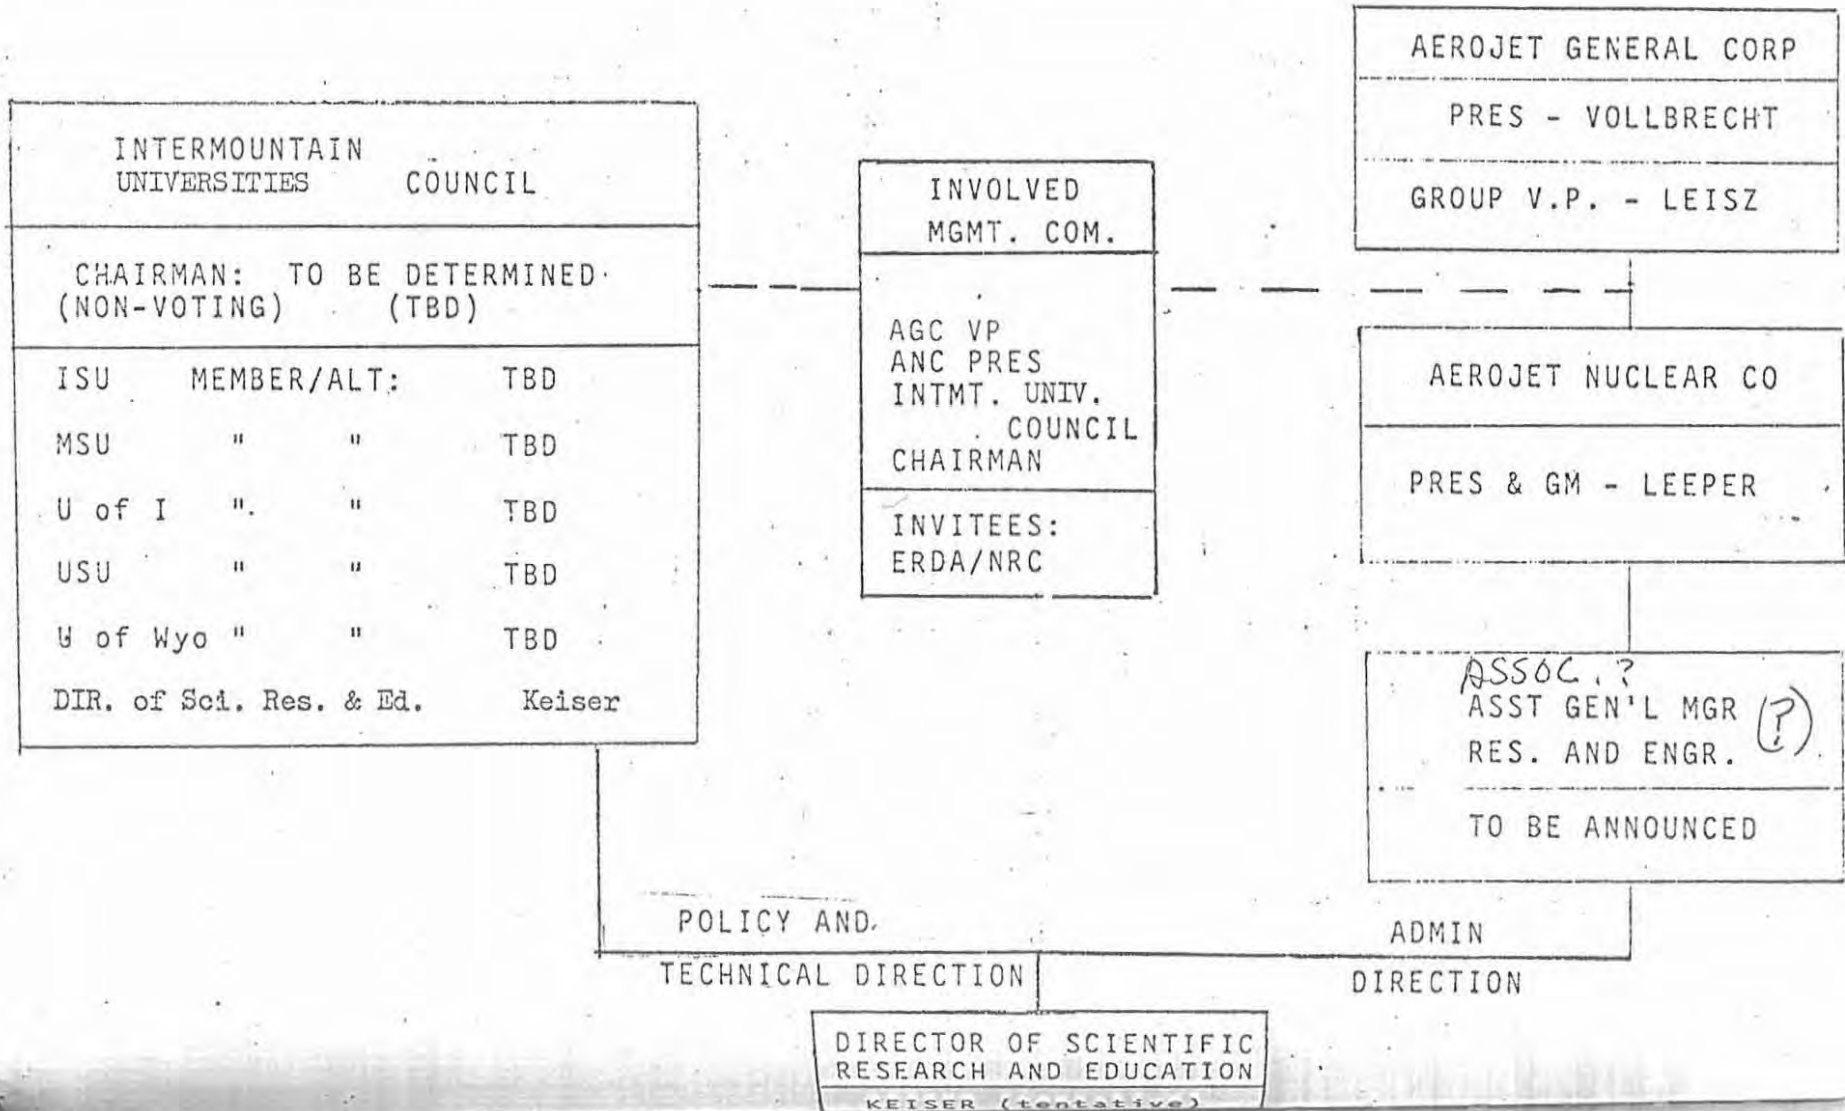 INTERMOUNTAIN
UNIVERSITIES COUNCIL
CHAIRMAN: TO BE DETERMINED
(NON-VOTING) (TBD)
ISU MEMBER/ALT: TBD
MSU " " TBD
U of I " " TBD
USU " " TBD
U of Wyo " " TBD
DIR. of Sci. Res. & Ed. Keiser
INVOLVED
MGMT. COM.
AGC VP
ANC PRES
INTMT. UNIV.
COUNCIL
CHAIRMAN
INVITEES:
ERDA/NRC
AEROJET GENERAL CORP
PRES - VOLLBRECHT
GROUP V.P. - LEISZ
AEROJET NUCLEAR CO
PRES & GM - LEEPER
ASSOC.?
ASST GEN'L MGR (?)
RES. AND ENGR.
TO BE ANNOUNCED
POLICY AND
TECHNICAL DIRECTION
ADMIN
DIRECTION
DIRECTOR OF SCIENTIFIC
RESEARCH AND EDUCATION
KEISER (tentative)